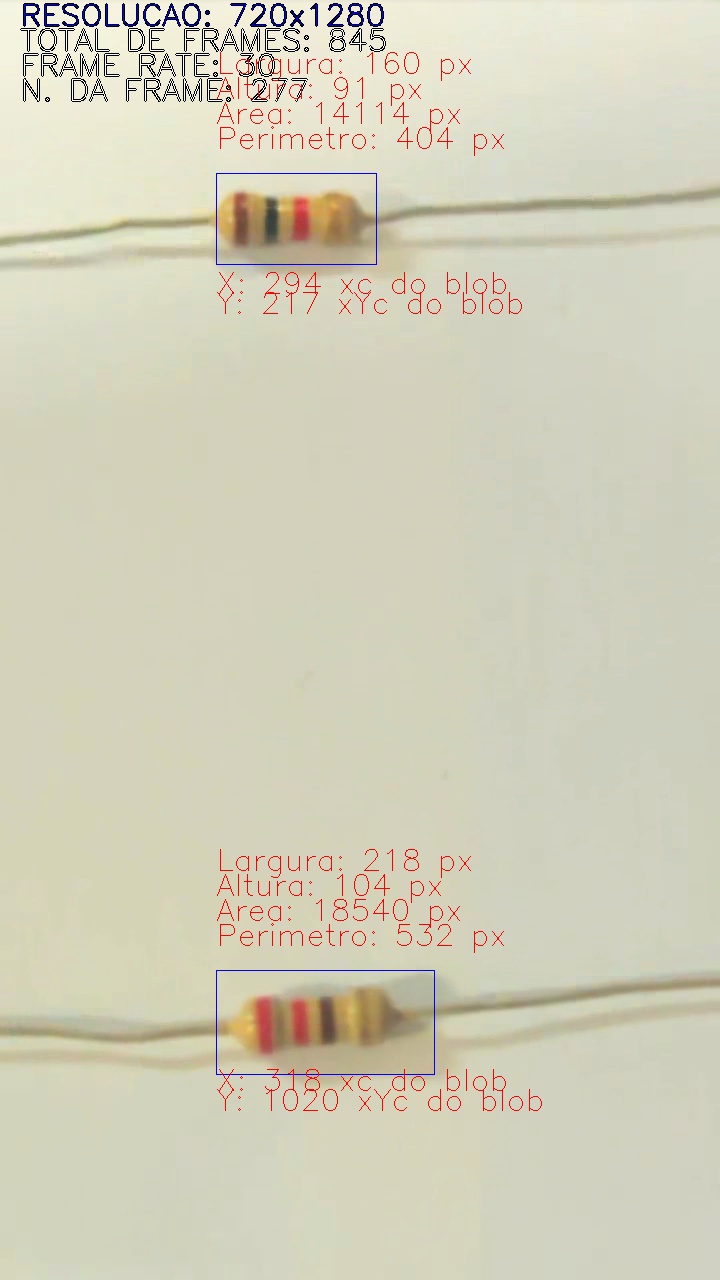 RESOLUCAO: 720x1280
TOTAL DE FRAMES: 845
FRAME RATE: 30
N. DA FRAME: 277
Largura: 160 px
Altura: 91 px
Area: 14114 px
Perimetro: 404 px
X: 294 xc do blob
Y: 217 xYc do blob
Largura: 218 px
Altura: 104 px
Area: 18540 px
Perimetro: 532 px
X: 318 xc do blob
Y: 1020 xYc do blob